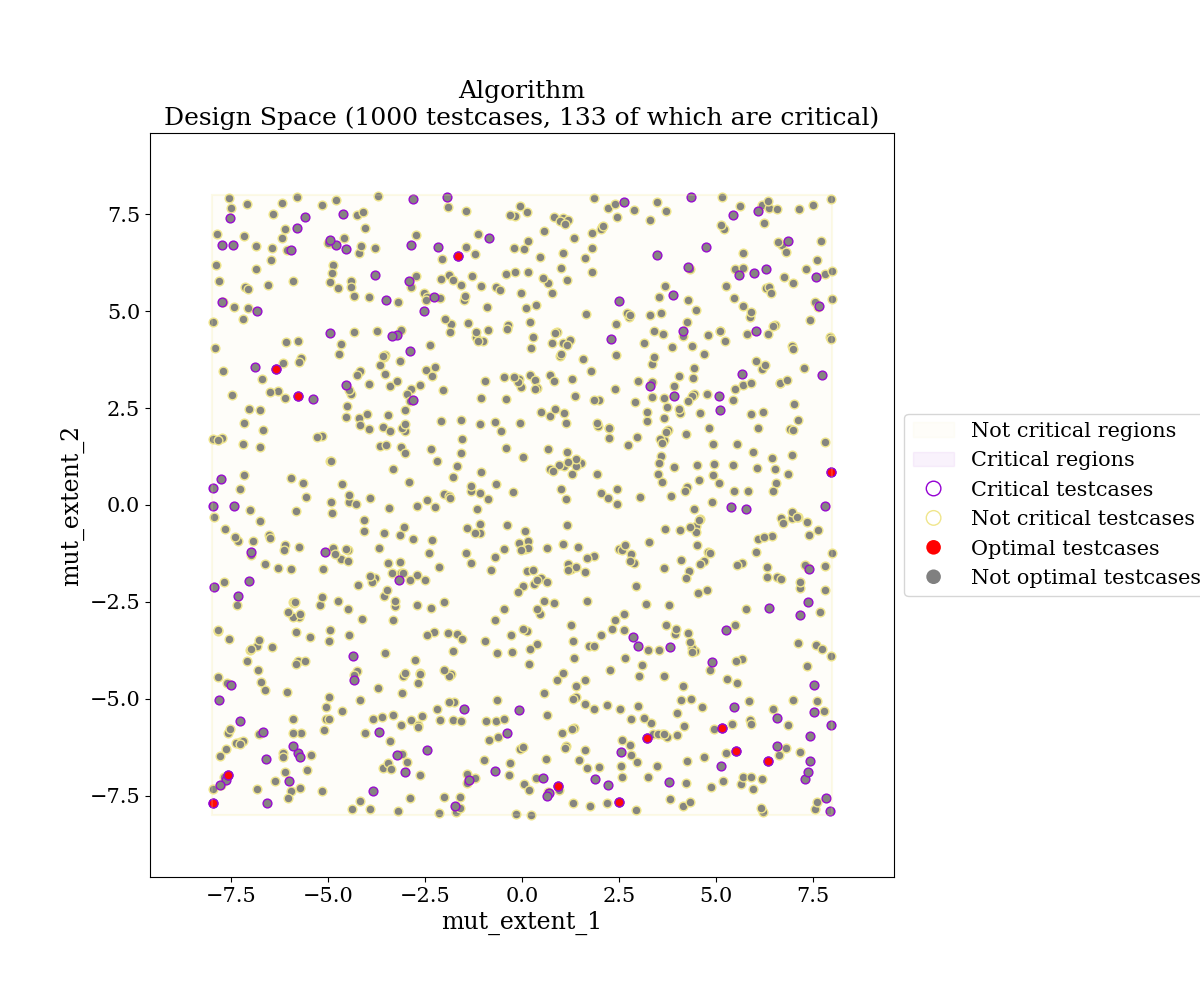 Algorithm
Design Space (1000 testcases, 133 of which are critical)
7.5
5.0
2.5
0.0
−2.5
−5.0
−7.5
mut_extent_2
−7.5
−5.0
−2.5
0.0
2.5
5.0
7.5
mut_extent_1
Not critical regions
Critical regions
Critical testcases
Not critical testcases
Optimal testcases
Not optimal testcases